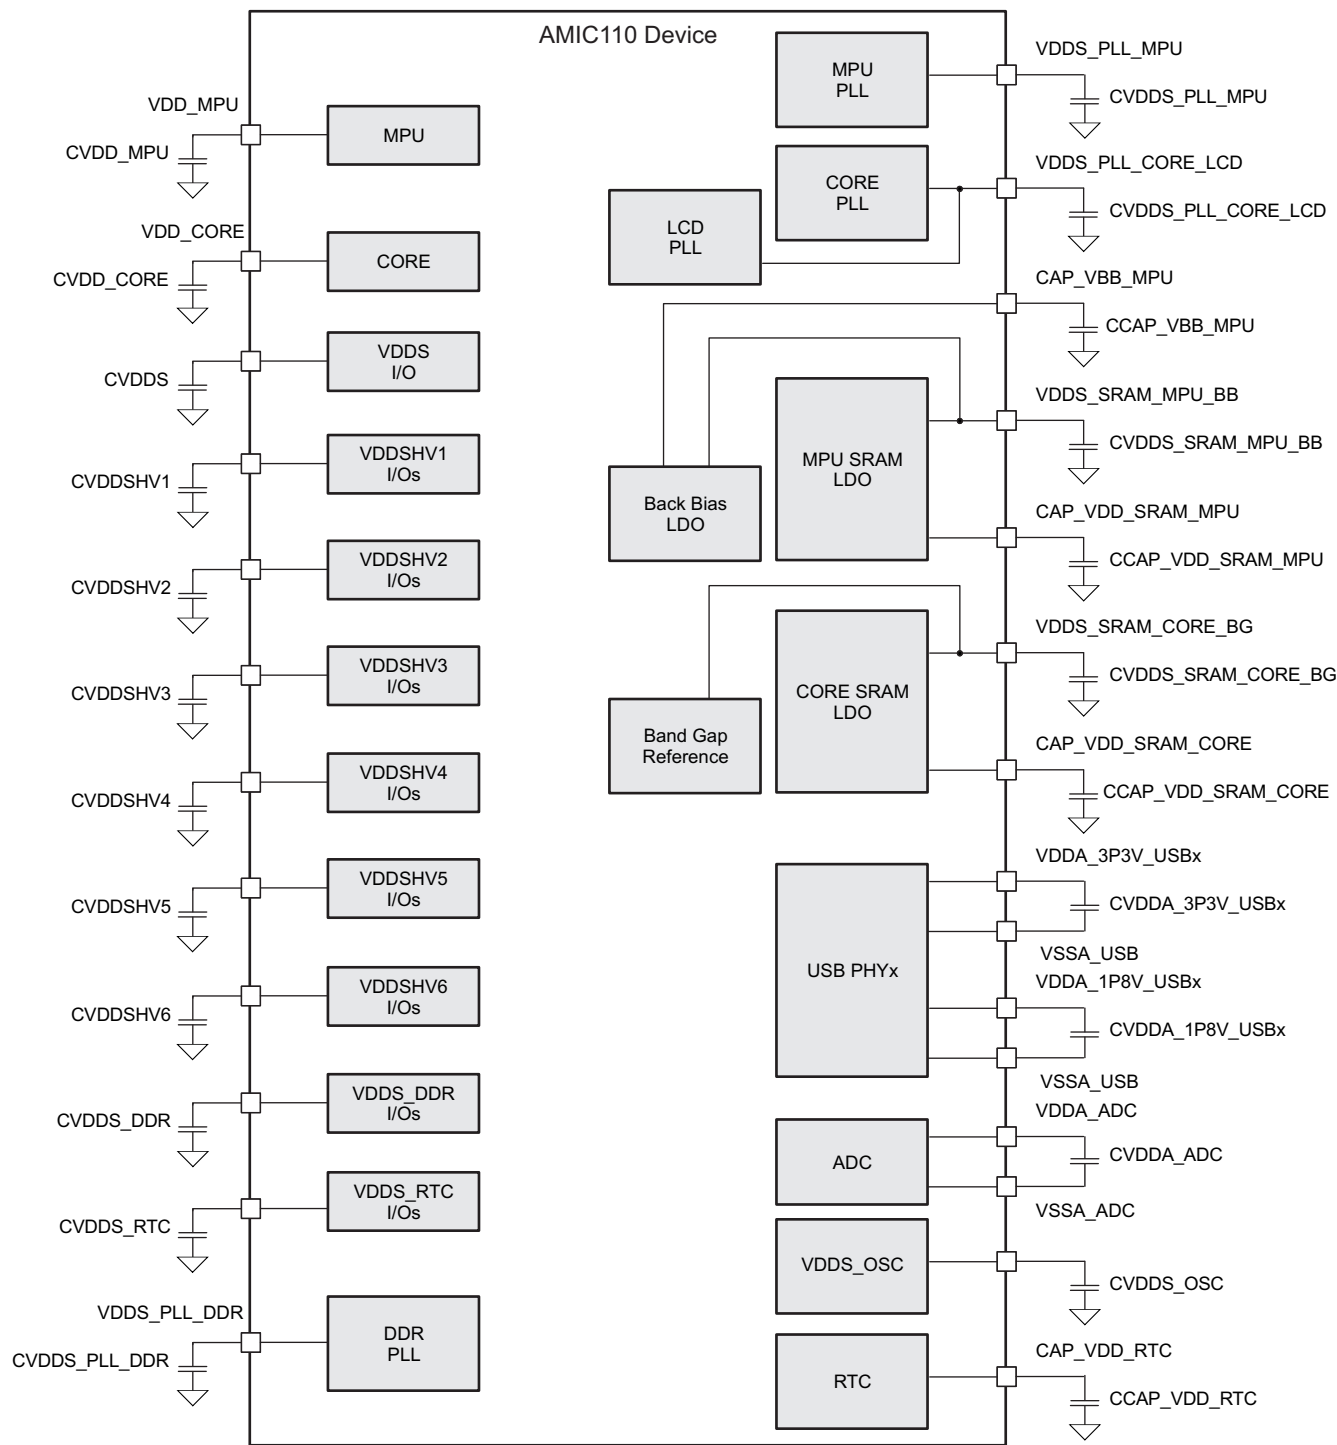 AMIC110 Device
VDD_MPU
CVDD_MPU
MPU
VDD_CORE
CVDD_CORE
CORE
CVDDS
VDDS
I/O
CVDDSHV1
VDDSHV1
I/Os
CVDDSHV2
VDDSHV2
I/Os
CVDDSHV3
VDDSHV3
I/Os
CVDDSHV4
VDDSHV4
I/Os
CVDDSHV5
VDDSHV5
I/Os
CVDDSHV6
VDDSHV6
I/Os
CVDDS_DDR
VDDS_DDR
I/Os
CVDDS_RTC
VDDS_RTC
I/Os
VDDS_PLL_DDR
CVDDS_PLL_DDR
DDR
PLL
MPU
PLL
VDDS_PLL_MPU
CVDDS_PLL_MPU
CORE
PLL
LCD
PLL
VDDS_PLL_CORE_LCD
CVDDS_PLL_CORE_LCD
CAP_VBB_MPU
CCAP_VBB_MPU
MPU SRAM
LDO
Back Bias
LDO
VDDS_SRAM_MPU_BB
CVDDS_SRAM_MPU_BB
CAP_VDD_SRAM_MPU
CCAP_VDD_SRAM_MPU
CORE SRAM
LDO
Band Gap
Reference
VDDS_SRAM_CORE_BG
CVDDS_SRAM_CORE_BG
CAP_VDD_SRAM_CORE
CCAP_VDD_SRAM_CORE
USB PHYx
VDDA_3P3V_USBx
CVDDA_3P3V_USBx
VSSA_USB
VDDA_1P8V_USBx
CVDDA_1P8V_USBx
VSSA_USB
ADC
VDDA_ADC
CVDDA_ADC
VSSA_ADC
VDDS_OSC
CVDDS_OSC
RTC
CAP_VDD_RTC
CCAP_VDD_RTC